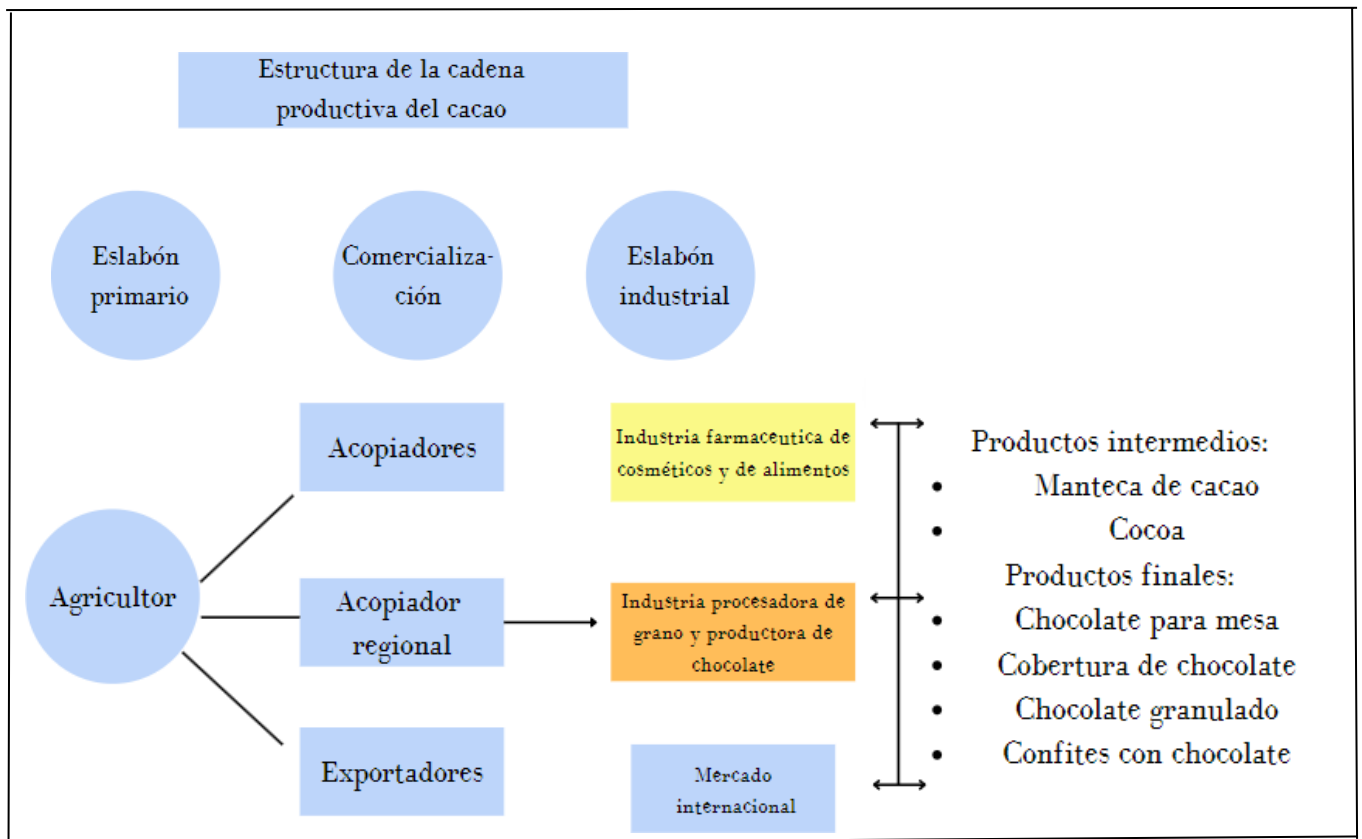 Estructura de la cadena
productiva del cacao
Eslabón
primario
Comercializa-
ción
Eslabón
industrial
Acopiadores
Agricultor
Acopiador
regional
Exportadores
Industria farmaceutica de
cosméticos y de alimentos
Industria procesadora de
grano y productora de
chocolate
Mercado
internacional
Productos intermedios:
• Manteca de cacao
• Cocoa
Productos finales:
• Chocolate para mesa
• Cobertura de chocolate
• Chocolate granulado
• Confites con chocolate